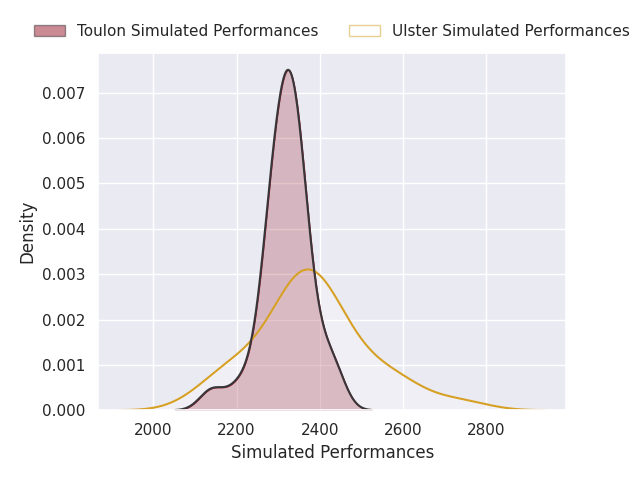 Toulon Simulated Performances Ulster Simulated Performances
0.007
0.006
0.005
0.004
0.003
0.002
0.001
0.000
Density
2000 2200 2400 2600 2800
Simulated Performances